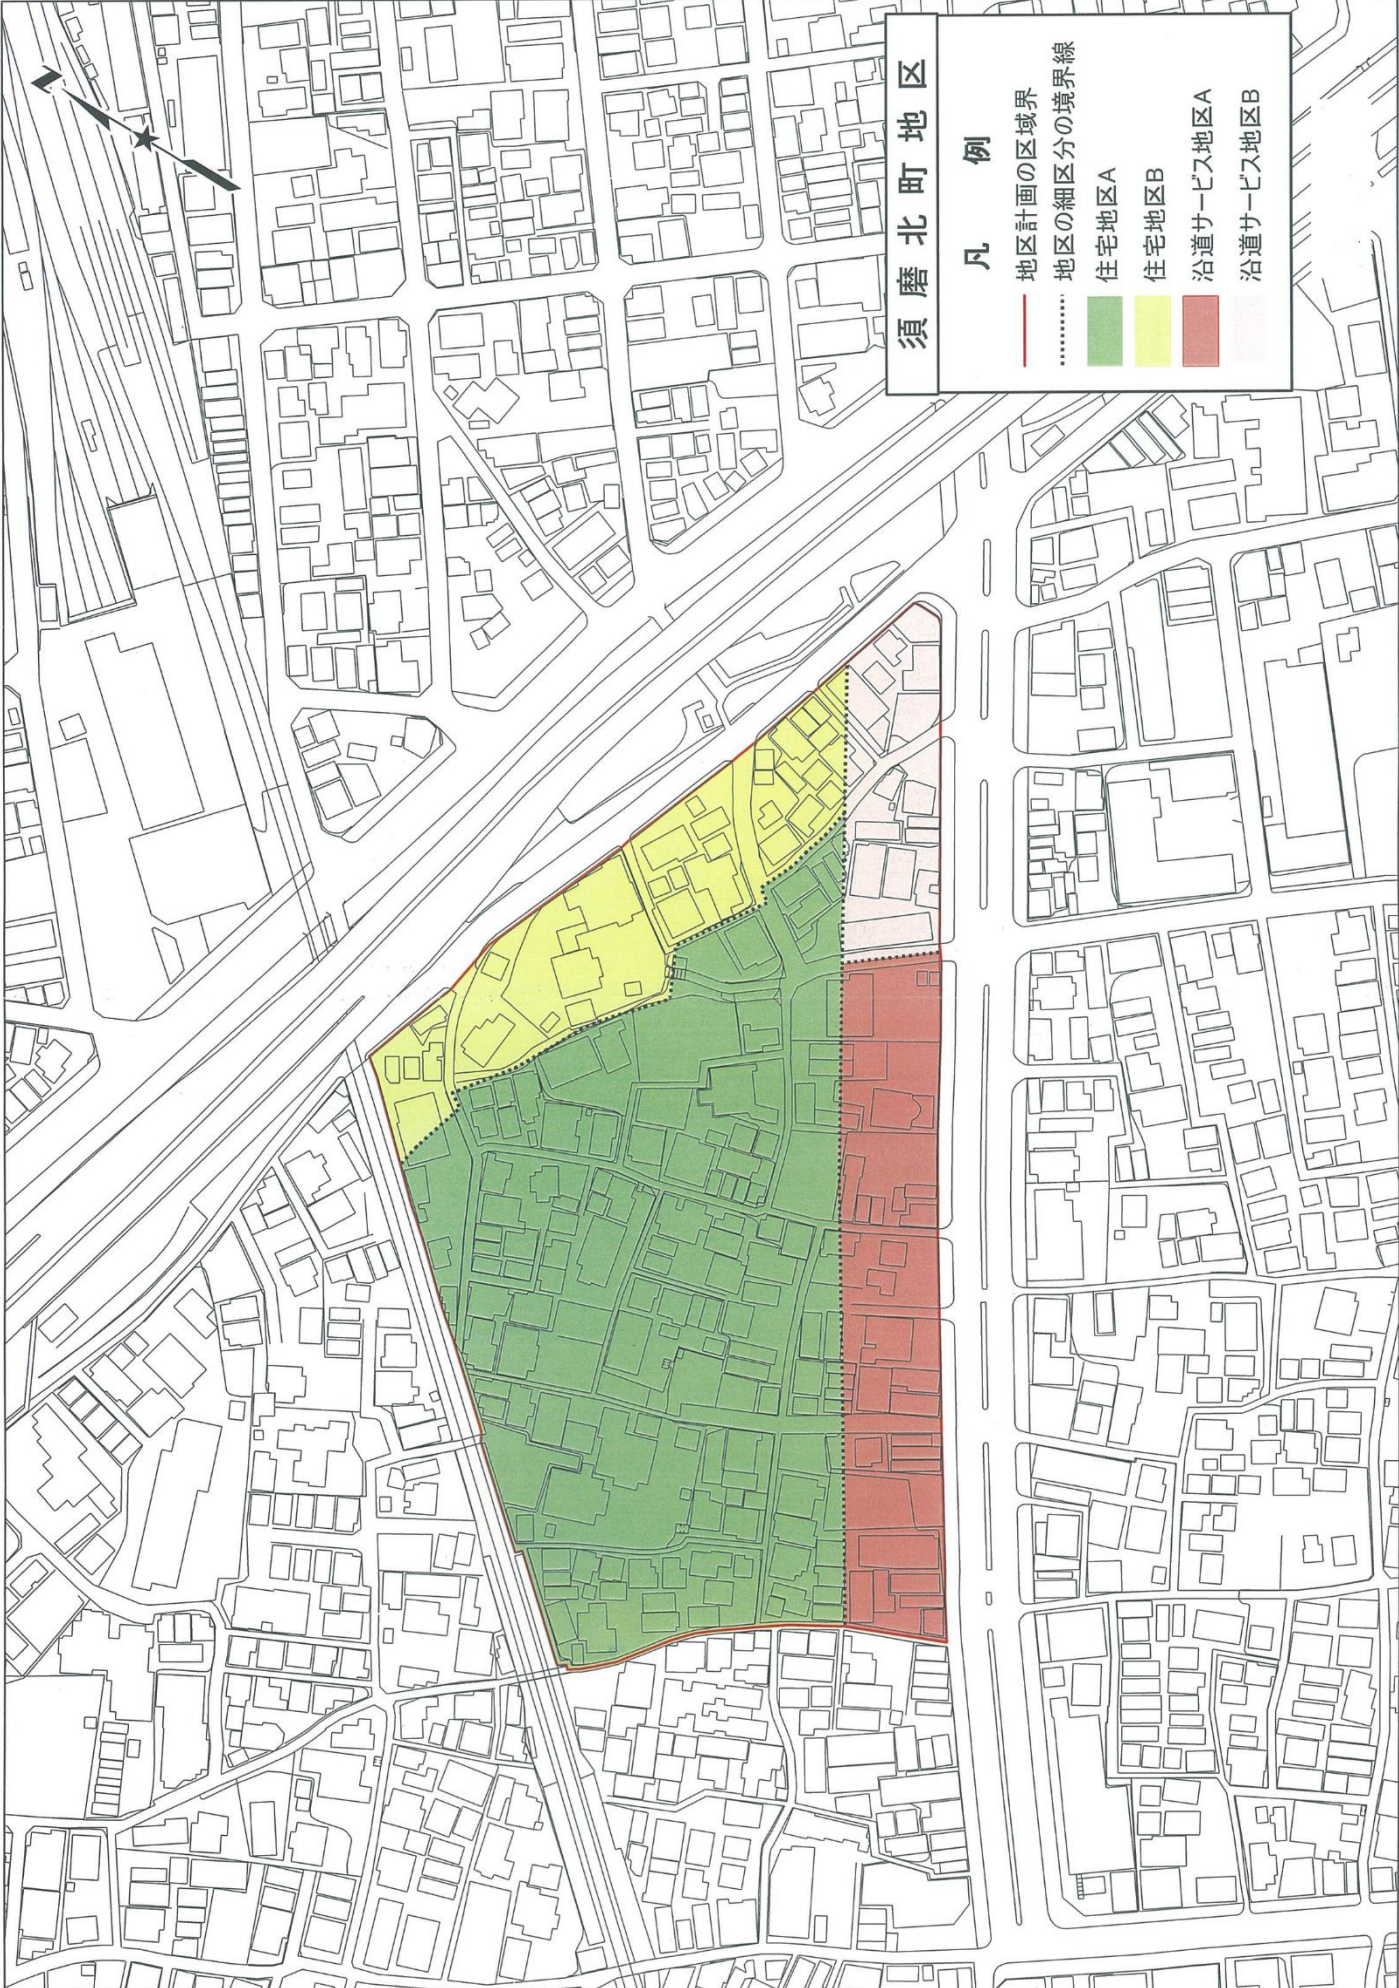 須磨北町地区
凡例
地区計画の区域界
地区の細区分の境界線
住宅地区A
住宅地区B
沿道サービス地区A
沿道サービス地区B
N